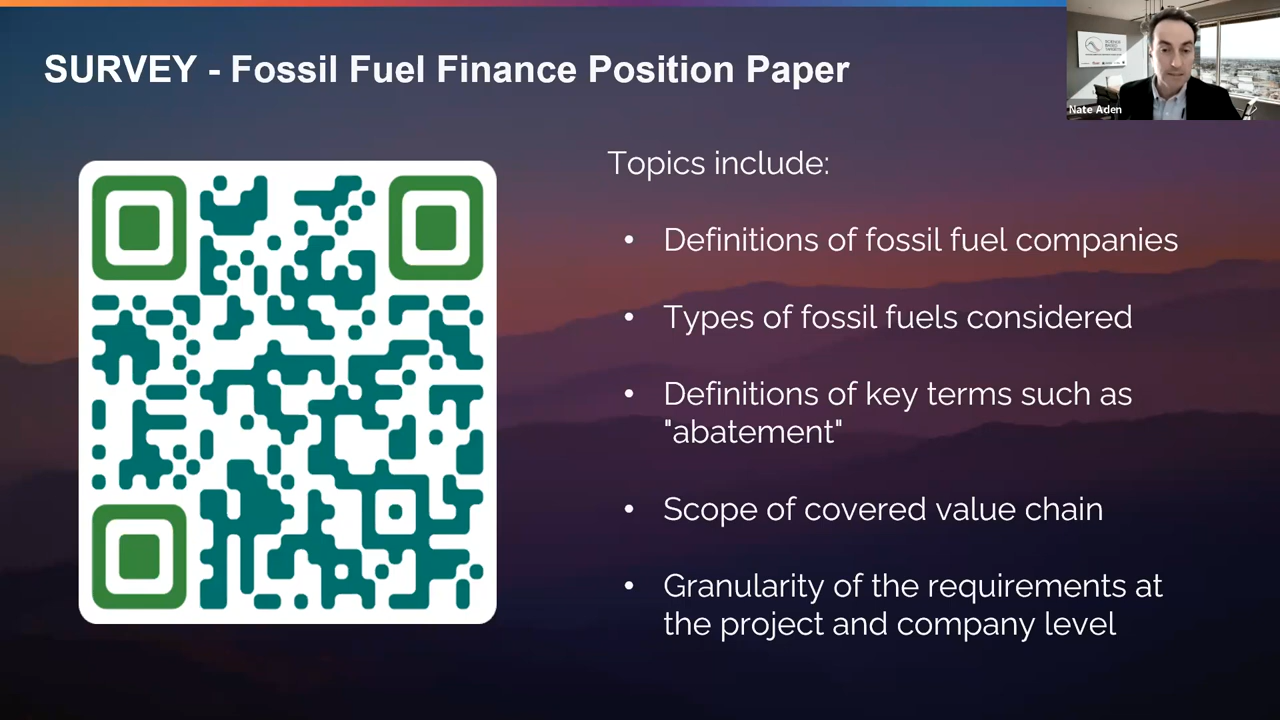 SURVEY - Fossil Fuel Finance Position Paper
Nate Aden
Topics include:
• Definitions of fossil fuel companies
• Types of fossil fuels considered
• Definitions of key terms such as
"abatement"
• Scope of covered value chain
• Granularity of the requirements at
the project and company level